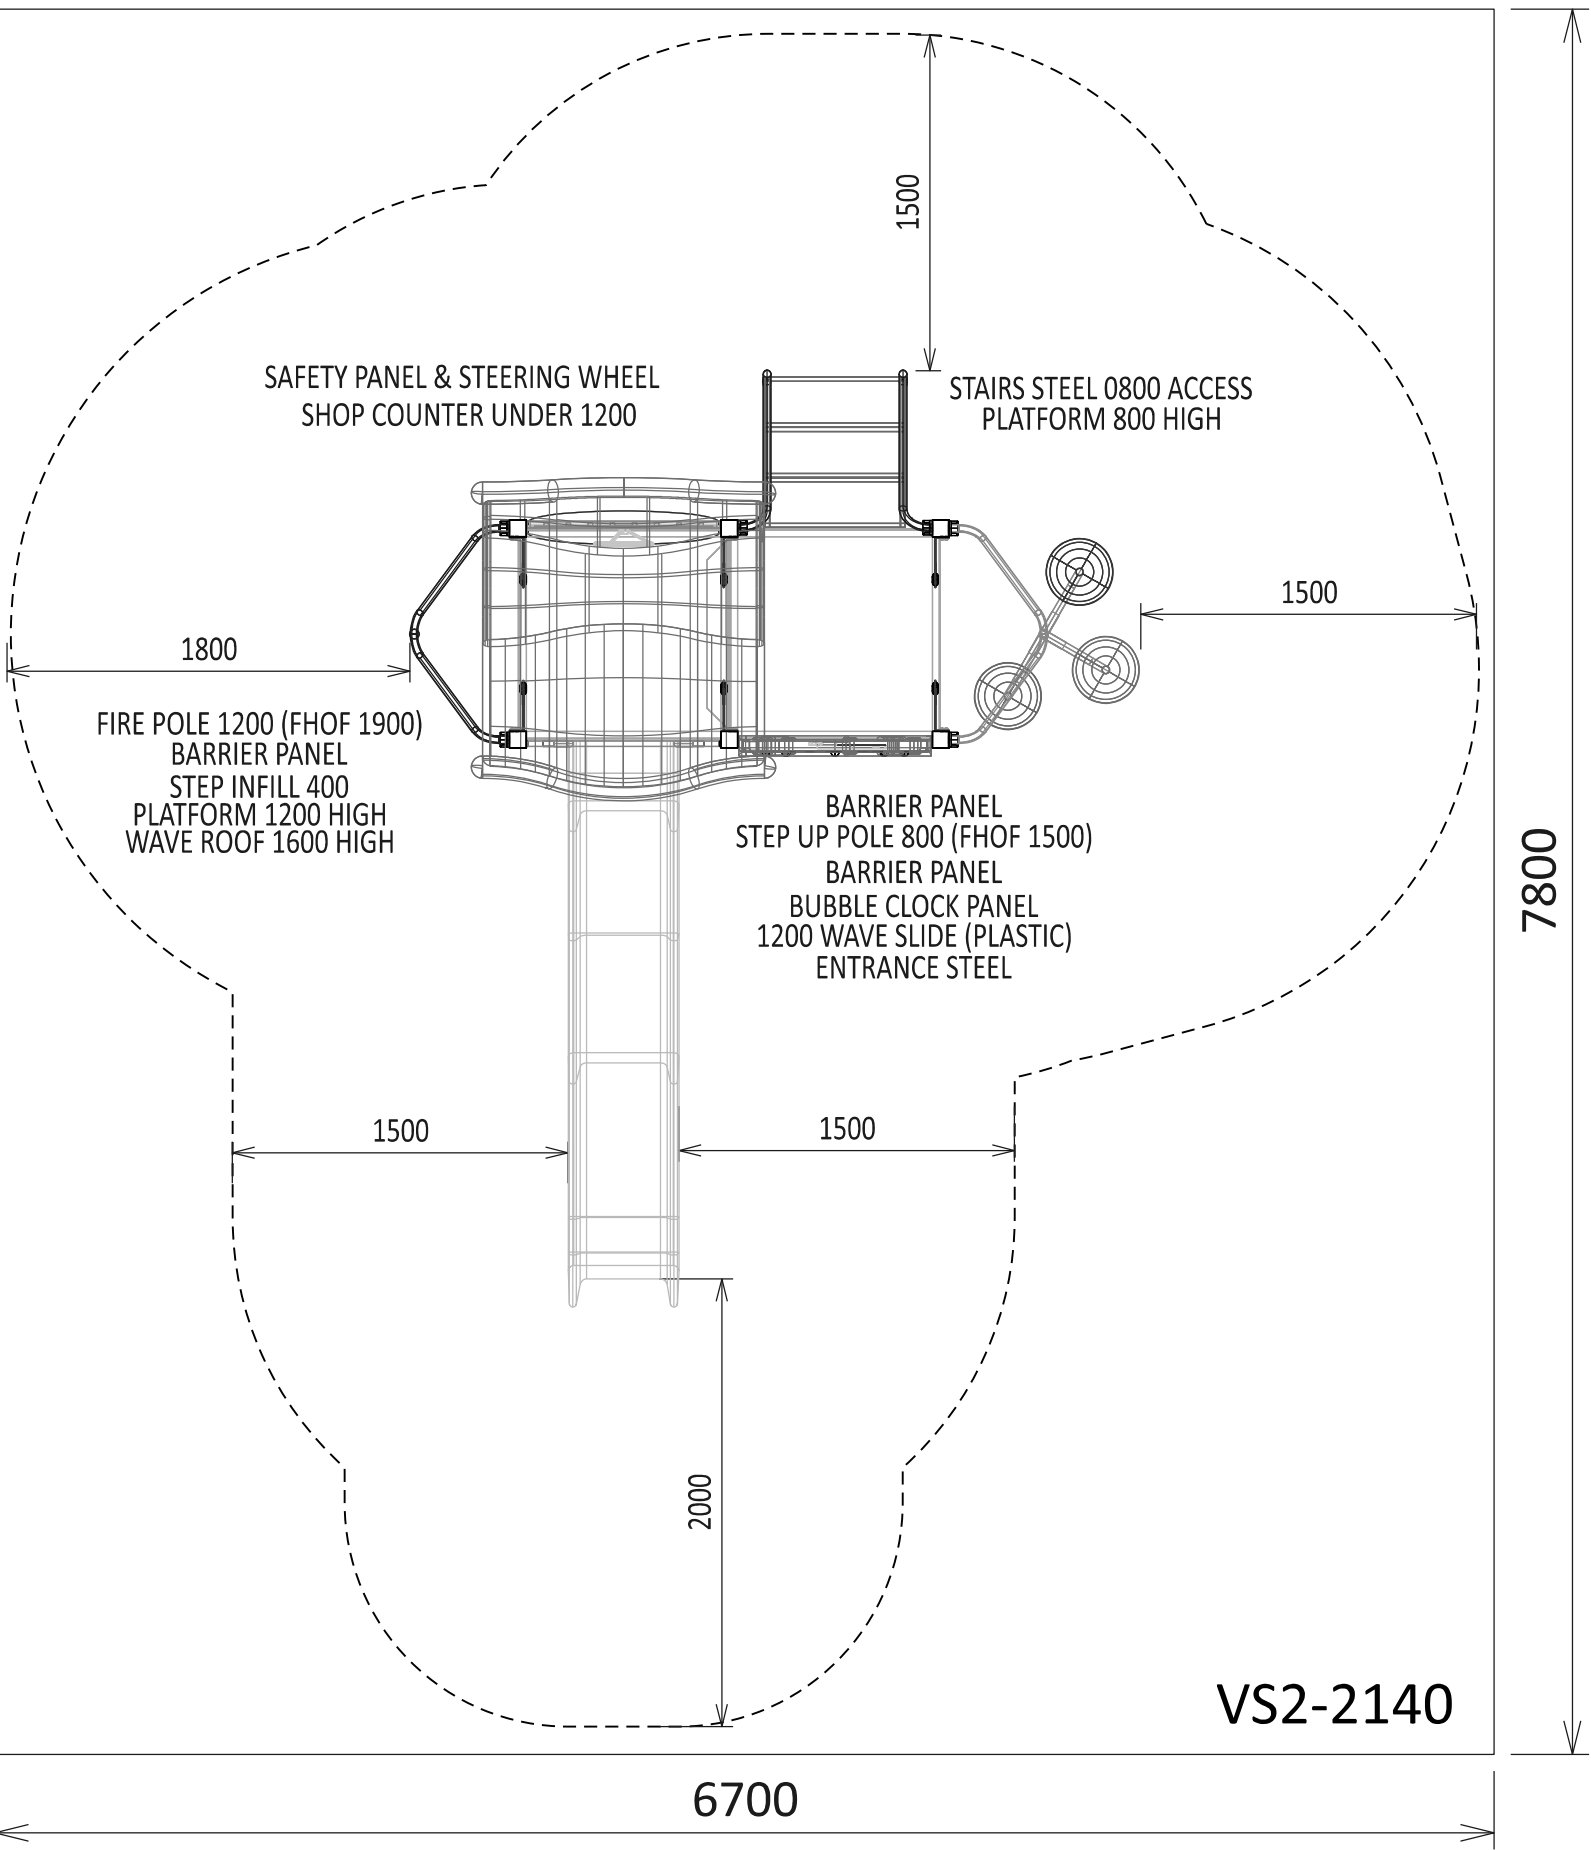 1500
SAFETY PANEL & STEERING WHEEL
SHOP COUNTER UNDER 1200
STAIRS STEEL 0800 ACCESS
PLATFORM 800 HIGH
1500
1800
FIRE POLE 1200 (FHOF 1900)
BARRIER PANEL
STEP INFILL 400
PLATFORM 1200 HIGH
WAVE ROOF 1600 HIGH
BARRIER PANEL
STEP UP POLE 800 (FHOF 1500)
BARRIER PANEL
BUBBLE CLOCK PANEL
1200 WAVE SLIDE (PLASTIC)
ENTRANCE STEEL
7800
1500
1500
2000
VS2-2140
6700